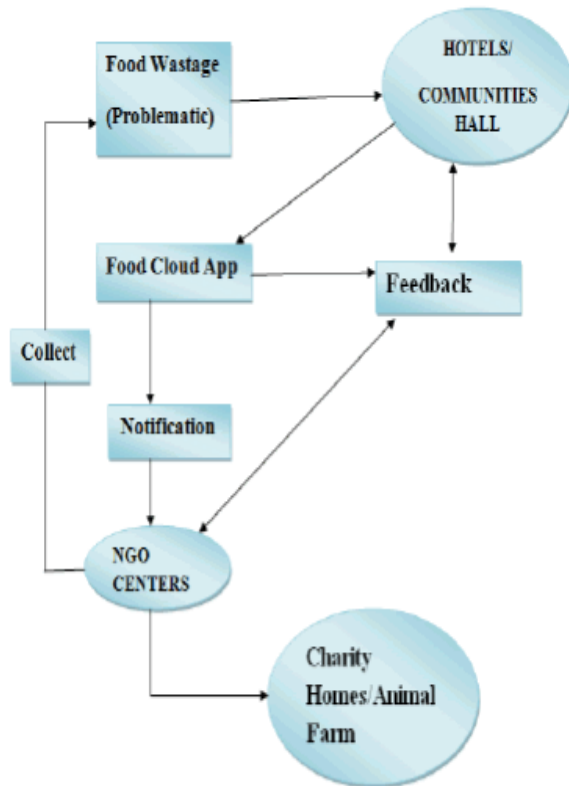 Food Wastage
(Problematic)
HOTELS/
COMMUNITIES
HALL
Food Cloud App
Feedback
Collect
Notification
NGO
CENTERS
Charity
Homes/Animal
Farm